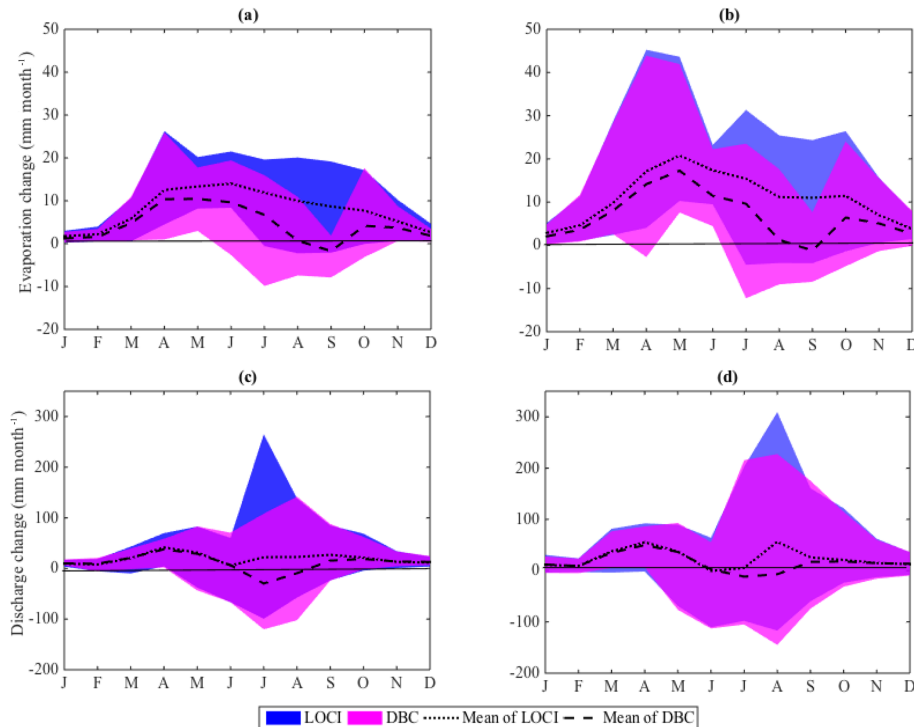 (a) (b)
Evaporation change (mm month-1)
50 50
40 40
30 30
20 20
10 10
0 0
-10 -10
-20 -20
J F M A M J J A S O N D J F M A M J J A S O N D
(c) (d)
Discharge change (mm month-1)
300 300
200 200
100 100
0 0
-100 -100
-200 -200
J F M A M J J A S O N D J F M A M J J A S O N D
LOCI DBC Mean of LOCI Mean of DBC